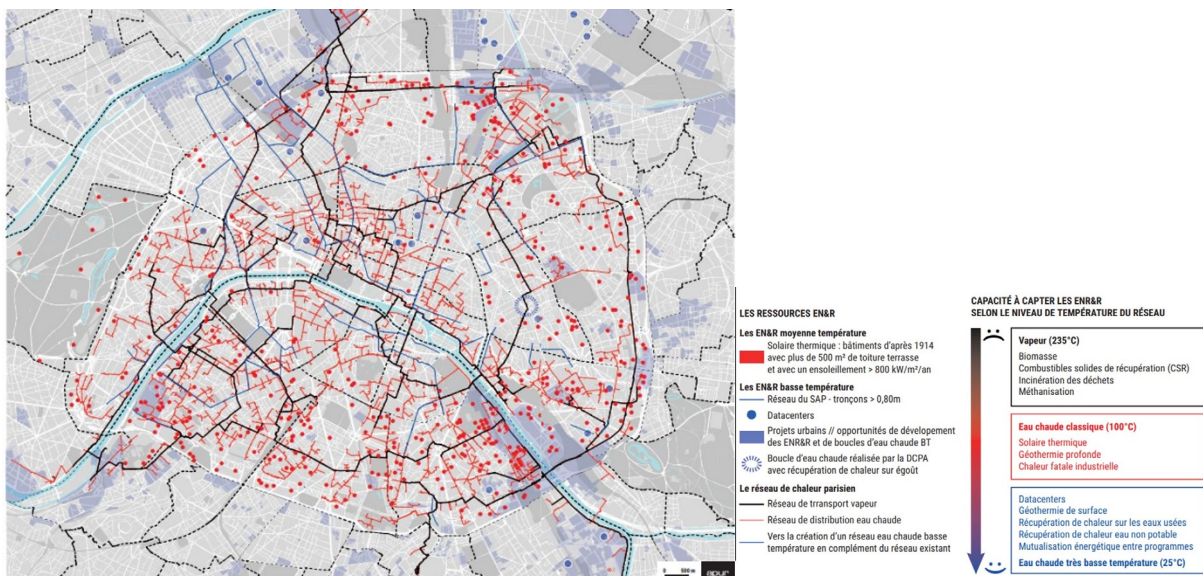 LES RESSOURCES EN&R
Les EN&R moyenne température
Solaire thermique : bâtiments d'après 1914
avec plus de 500 m² de toiture terrasse
et avec un ensoleillement > 800 kW/m²/an
Les EN&R basse température
Réseau du SAP - tronçons > 0,80m
Datacenters
Projets urbains // opportunités de dévelopement
des ENR&R et de boucles d'eau chaude BT
Boucle d'eau chaude réalisée par la DCPA
avec récupération de chaleur sur égoût
Le réseau de chaleur parisien
Réseau de transport vapeur
Réseau de distribution eau chaude
Vers la création d'un réseau eau chaude basse
température en complément du réseau existant
0 500 m
apur
CAPACITÉ À CAPTER LES ENR&R
SELON LE NIVEAU DE TEMPÉRATURE DU RÉSEAU
Vapeur (235°C)
Biomasse
Combustibles solides de récupération (CSR)
Incinération des déchets
Méthanisation
Eau chaude classique (100°C)
Solaire thermique
Géothermie profonde
Chaleur fatale industrielle
Datacenters
Géothermie de surface
Récupération de chaleur sur les eaux usées
Récupération de chaleur eau non potable
Mutualisation énergétique entre programmes
Eau chaude très basse température (25°C)